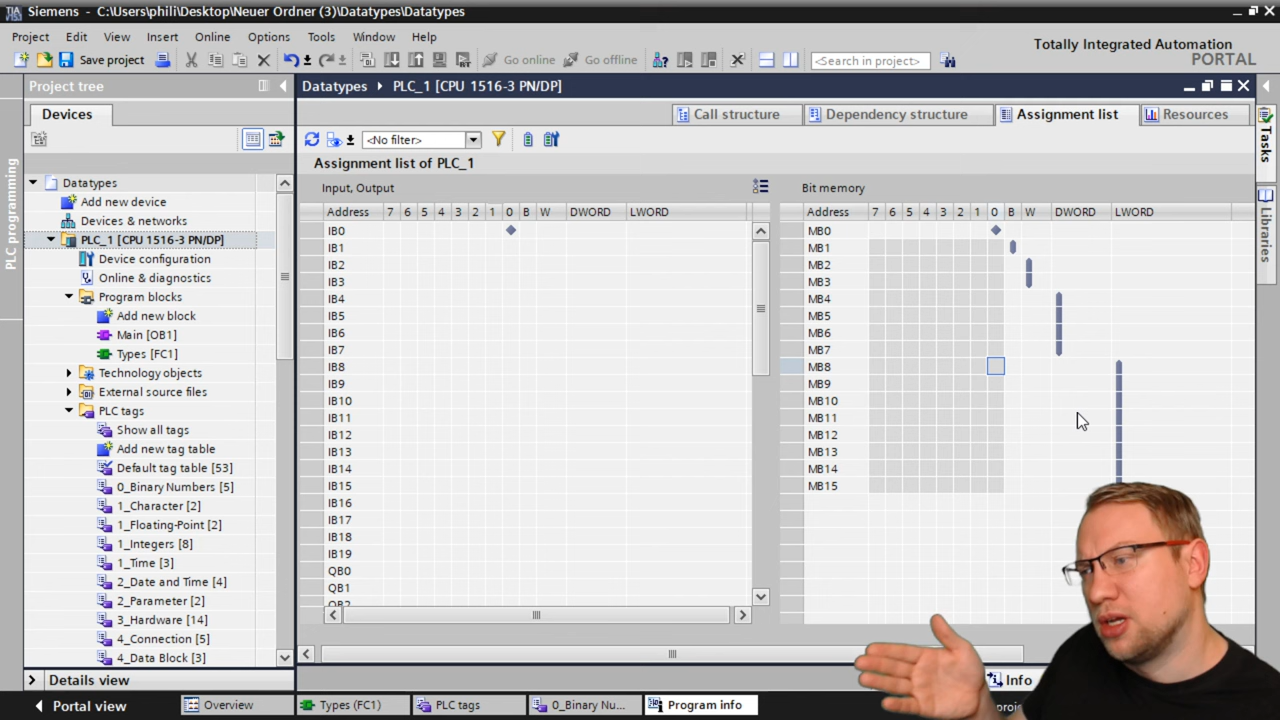 Siemens - C:\Users\phili\Desktop\Neuer Ordner (3)\Datatypes\Datatypes
Project Edit View Insert Online Options Tools Window Help
Totally Integrated Automation
PORTAL
Save project
Go online
Go offline
<Search in project>
Project tree
Datatypes PLC_1 [CPU 1516-3 PN/DP]
Devices
Call structure
Dependency structure
Assignment list
Resources
<No filter>
Assignment list of PLC_1
PLC programming
Tasks
Libraries
Datatypes
Add new device
Devices & networks
PLC_1 [CPU 1516-3 PN/DP]
Device configuration
Online & diagnostics
Program blocks
Add new block
Main [OB1]
Types [FC1]
Technology objects
External source files
PLC tags
Show all tags
Add new tag table
Default tag table [53]
0_Binary Numbers [5]
1_Character [2]
1_Floating-Point [2]
1_Integers [8]
1_Time [3]
2_Date and Time [4]
2_Parameter [2]
3_Hardware [14]
4_Connection [5]
4_Data Block [3]
Input, Output
Address 7 6 5 4 3 2 1 0 B W DWORD LWORD
IB0
IB1
IB2
IB3
IB4
IB5
IB6
IB7
IB8
IB9
IB10
IB11
IB12
IB13
IB14
IB15
IB16
IB17
IB18
IB19
QB0
QB1
QB2
Bit memory
Address 7 6 5 4 3 2 1 0 B W DWORD LWORD
MB0
MB1
MB2
MB3
MB4
MB5
MB6
MB7
MB8
MB9
MB10
MB11
MB12
MB13
MB14
MB15
Details view
Info
Portal view
Overview
Types (FC1)
PLC tags
0_Binary Nu...
Program info